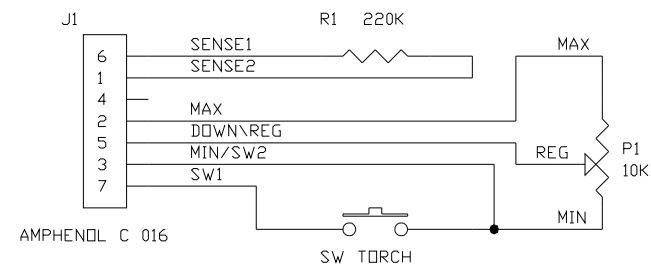 J1
R1 220K
6 SENSE1
1 SENSE2
4
2 MAX
5 DOWN\REG
3 MIN/SW2
7 SW1
MAX
REG
P1
10K
MIN
AMPHENOL C 016
SW TORCH